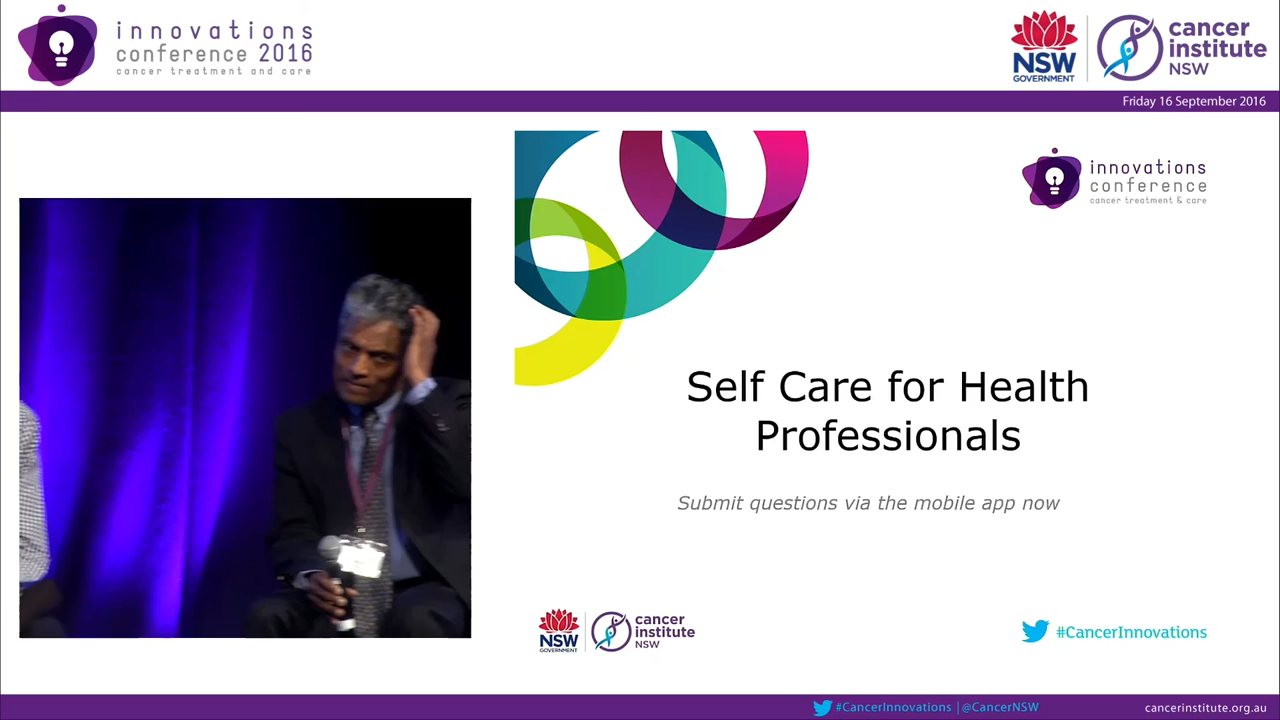 innovations
conference 2016
cancer treatment and care
NSW
GOVERNMENT
cancer
institute
NSW
Friday 16 September 2016
innovations
conference
cancer treatment & care
Self Care for Health
Professionals
Submit questions via the mobile app now
NSW
GOVERNMENT
cancer
institute
NSW
#CancerInnovations
#CancerInnovations | @CancerNSW
cancerinstitute.org.au